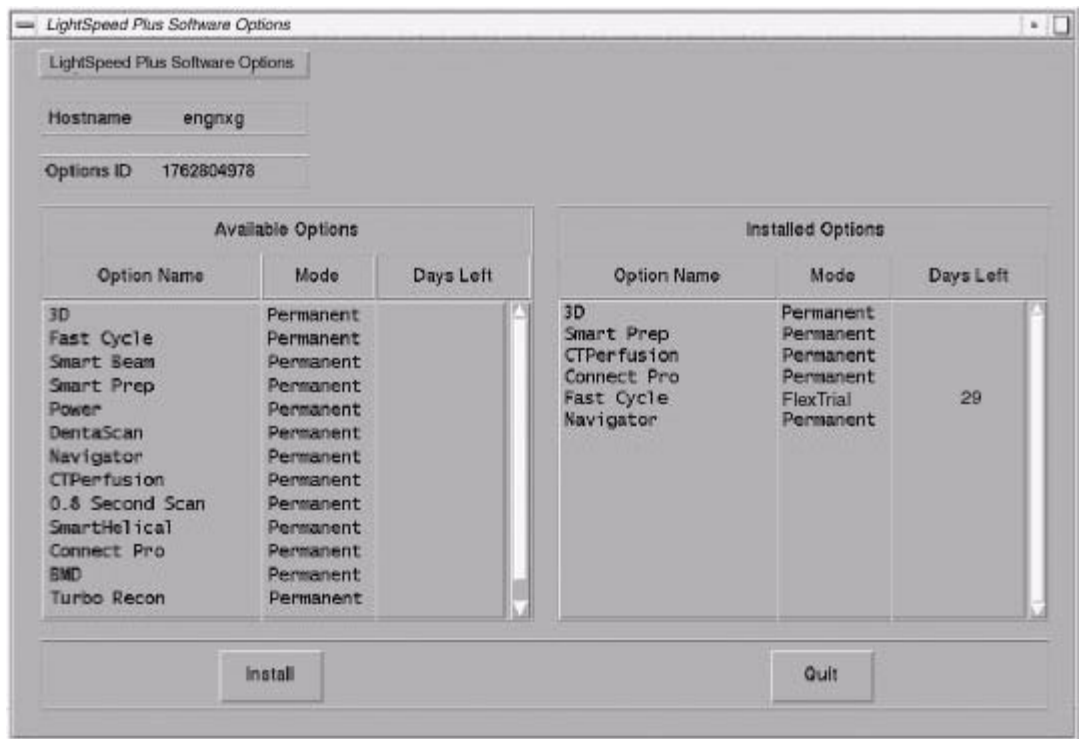 LightSpeed Plus Software Options
LightSpeed Plus Software Options
Hostname engnxg
Options ID 1762804978
Available Options
Option Name Mode Days Left
3D Permanent
Fast Cycle Permanent
Smart Beam Permanent
Smart Prep Permanent
Power Permanent
DentaScan Permanent
Navigator Permanent
CTPerfusion Permanent
0.8 Second Scan Permanent
SmartHelical Permanent
Connect Pro Permanent
BMD Permanent
Turbo Recon Permanent
Installed Options
Option Name Mode Days Left
3D Permanent
Smart Prep Permanent
CTPerfusion Permanent
Connect Pro Permanent
Fast Cycle FlexTrial 29
Navigator Permanent
Install
Quit